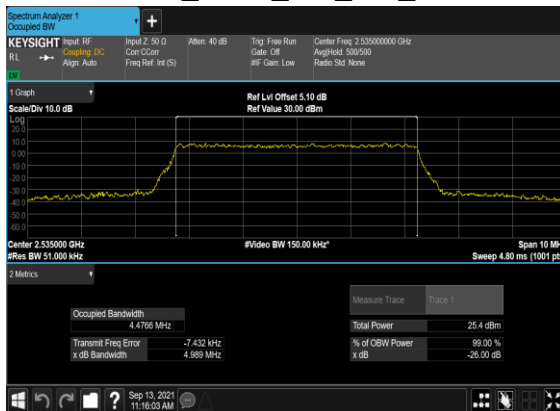 Spectrum Analyzer 1
Occupied BW
KEYSIGHT
RL
Input: RF
Coupling: DC
Align: Auto
Input Z: 50 Ω
Corr CCorr
Freq Ref: Int (S)
Atten: 40 dB
Trig: Free Run
Gate: Off
#IF Gain: Low
Center Freq: 2.535000000 GHz
Avg|Hold: 500/500
Radio Std: None
1 Graph
Scale/Div 10.0 dB
Ref Lvl Offset 5.10 dB
Ref Value 30.00 dBm
Log
20.0
10.0
0.00
-10.0
-20.0
-30.0
-40.0
-50.0
-60.0
Center 2.535000 GHz
#Res BW 51.000 kHz
#Video BW 150.00 kHz*
Span 10 MH
Sweep 4.80 ms (1001 pt
2 Metrics
Measure Trace
Trace 1
Occupied Bandwidth
4.4766 MHz
Total Power
25.4 dBm
Transmit Freq Error
-7.432 kHz
% of OBW Power
99.00 %
x dB Bandwidth
4.989 MHz
x dB
-26.00 dB
Sep 13, 2021
11:16:03 AM